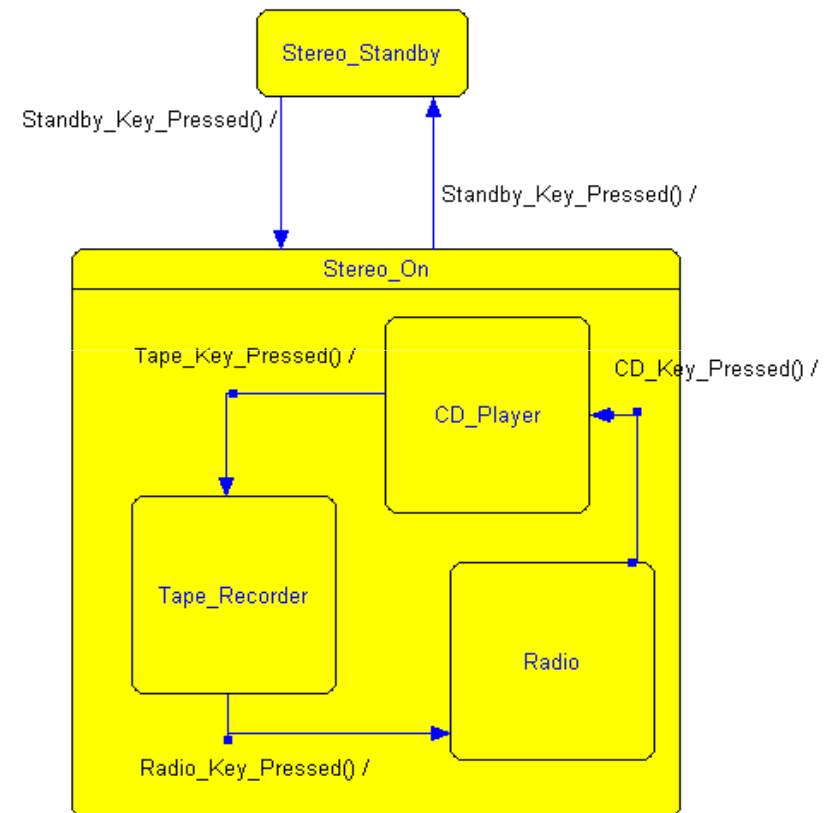 Stereo_Standby
Standby_Key_Pressed() /
Standby_Key_Pressed() /
Stereo_On
Tape_Key_Pressed() /
CD_Key_Pressed() /
CD_Player
Tape_Recorder
Radio
Radio_Key_Pressed() /